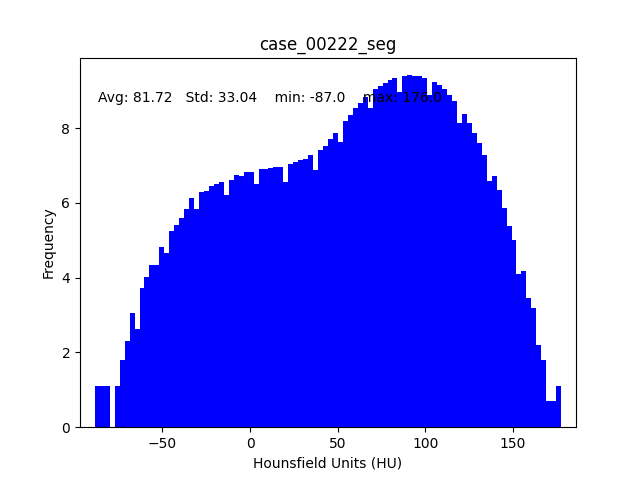 case_00222_seg
Avg: 81.72 Std: 33.04 min: -87.0 max: 176.0
8
6
4
2
0
−50 0 50 100 150
Frequency
Hounsfield Units (HU)